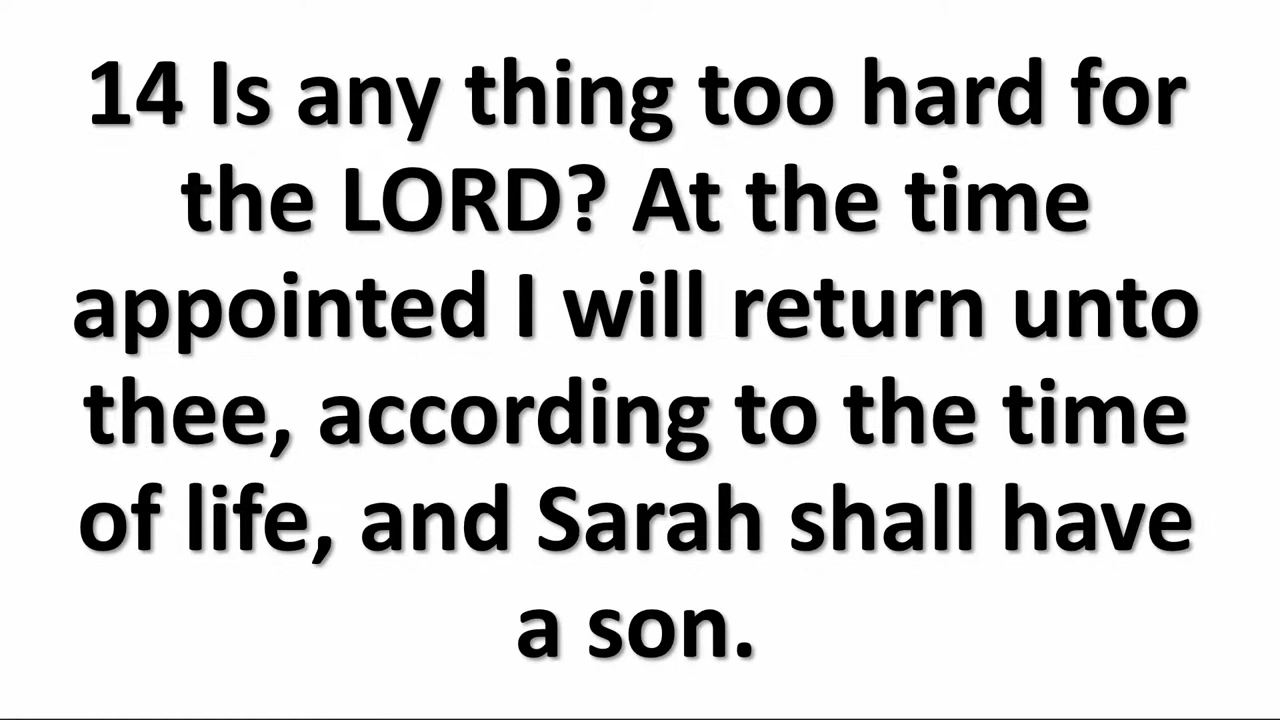 14 Is any thing too hard for
the LORD? At the time
appointed I will return unto
thee, according to the time
of life, and Sarah shall have
a son.